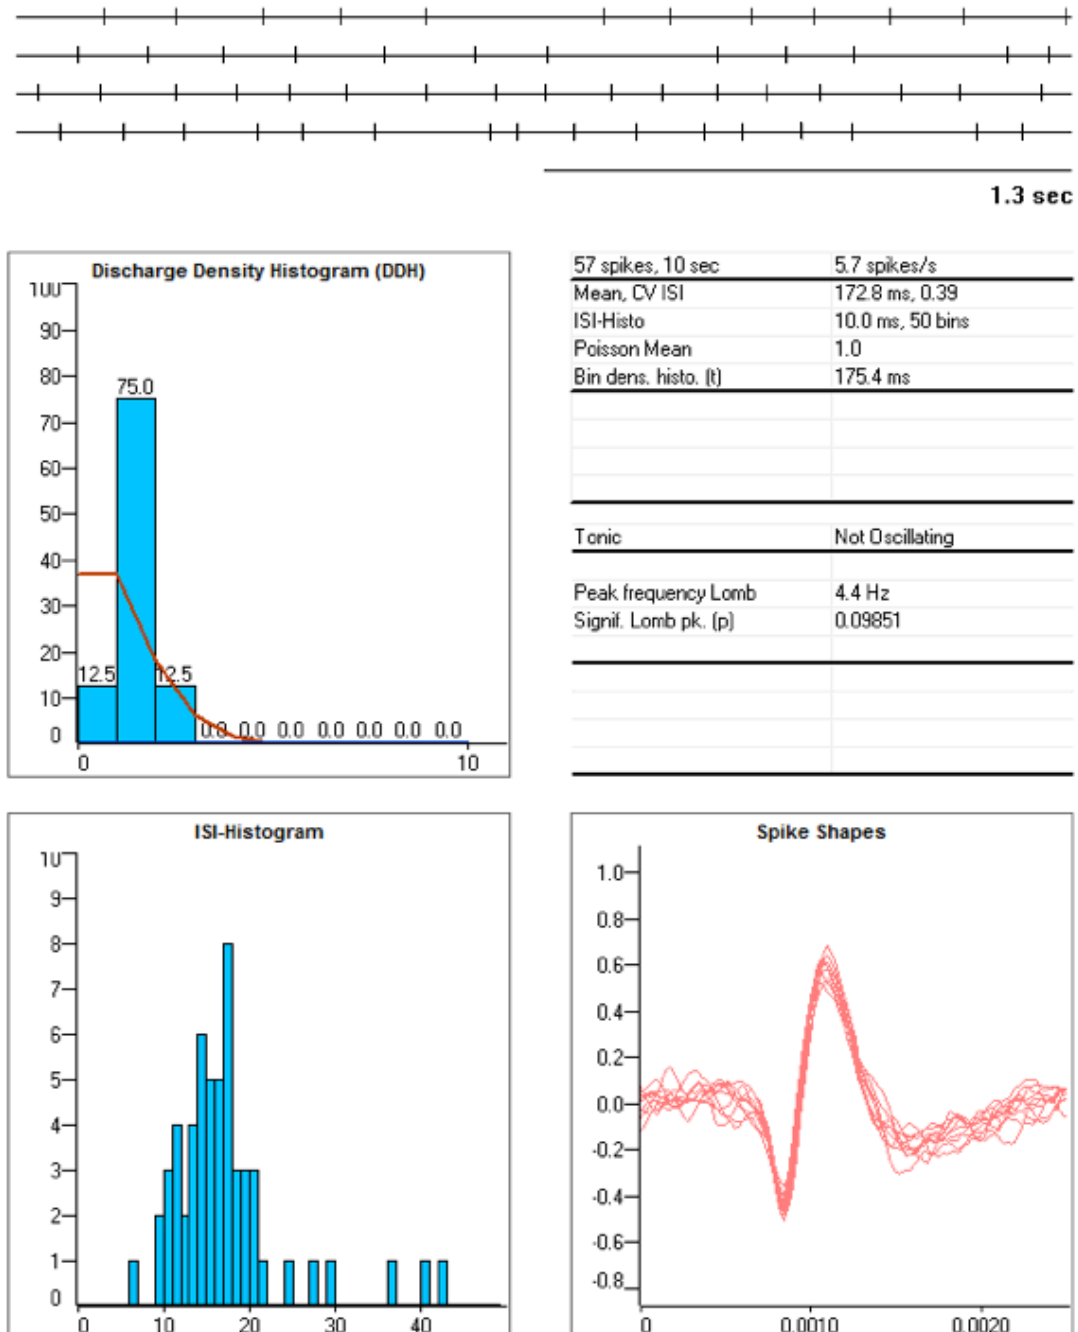 1.3 sec
Discharge Density Histogram (DDH)
100
90
80
70
60
50
40
30
20
10
0
75.0
12.5
12.5
0.0 0.0 0.0 0.0 0.0 0.0 0.0
0 10
57 spikes, 10 sec 5.7 spikes/s
Mean, CV ISI 172.8 ms, 0.39
ISI-Histo 10.0 ms, 50 bins
Poisson Mean 1.0
Bin dens. histo. (t) 175.4 ms
Tonic Not Oscillating
Peak frequency Lomb 4.4 Hz
Signif. Lomb pk. (p) 0.09851
ISI-Histogram
10
9
8
7
6
5
4
3
2
1
0
0 10 20 30 40
Spike Shapes
1.0
0.8
0.6
0.4
0.2
0.0
-0.2
-0.4
-0.6
-0.8
0 0.0010 0.0020